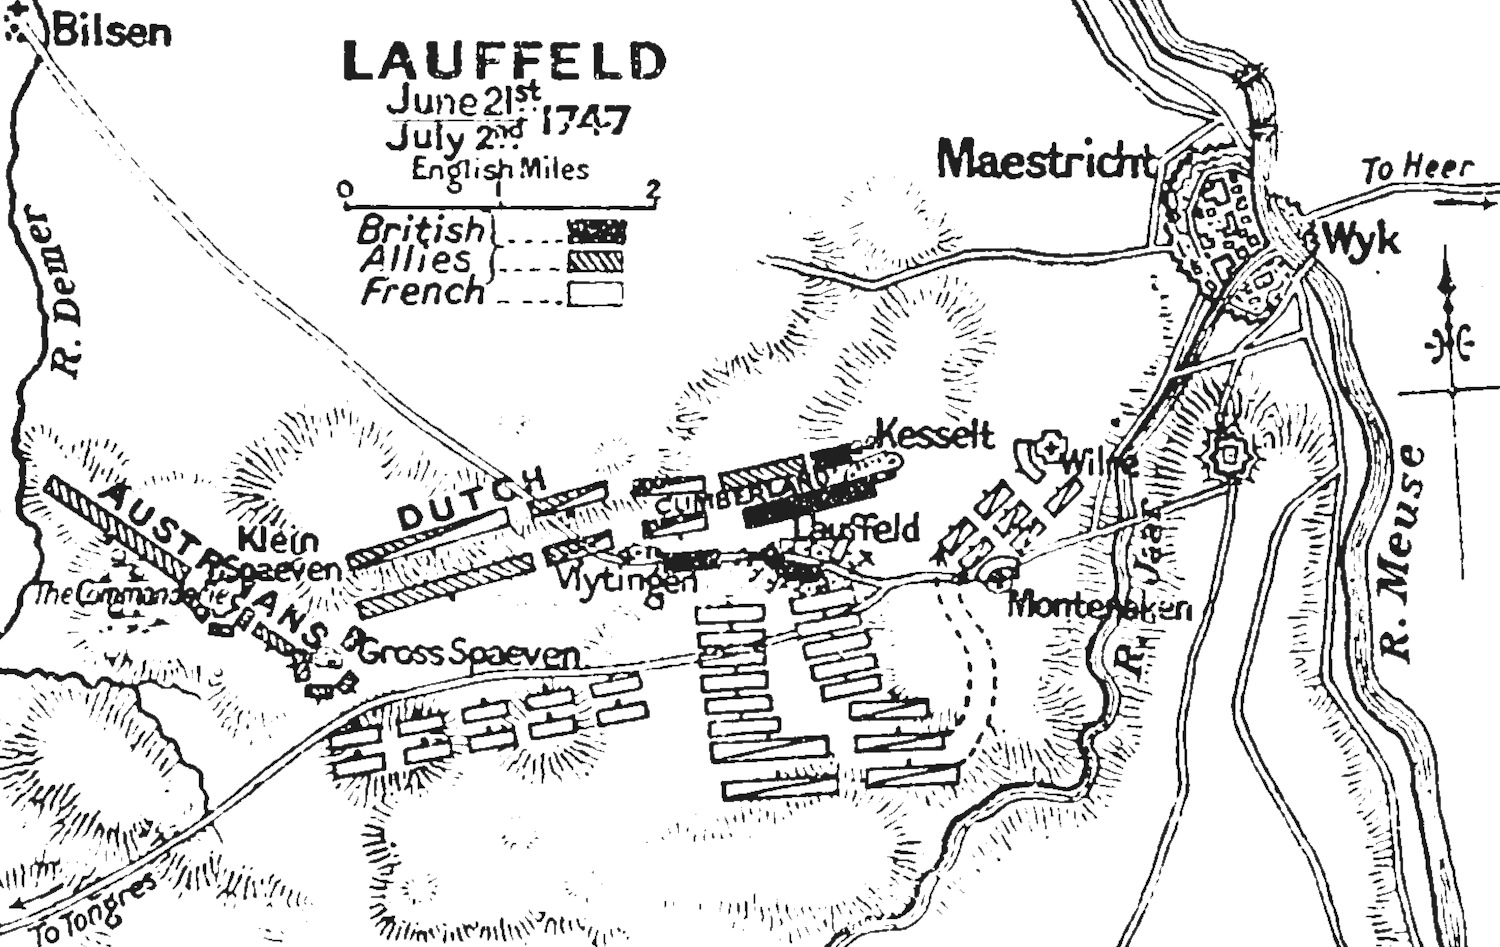 Bilsen
LAUFFELD
June 21st
July 2nd 1747
English Miles
0 1 2
British
Allies
French
Maestricht
To Heer
Wyk
R. Demer
Kesselt
Wilre
DUTCH
CUMBERLAND
AUSTRIANS
Klein
Spaeven
Lauffeld
Vlytingen
The Commanderie
Montenaken
R. Jaar
R. Meuse
Gross Spaeven
To Tongres